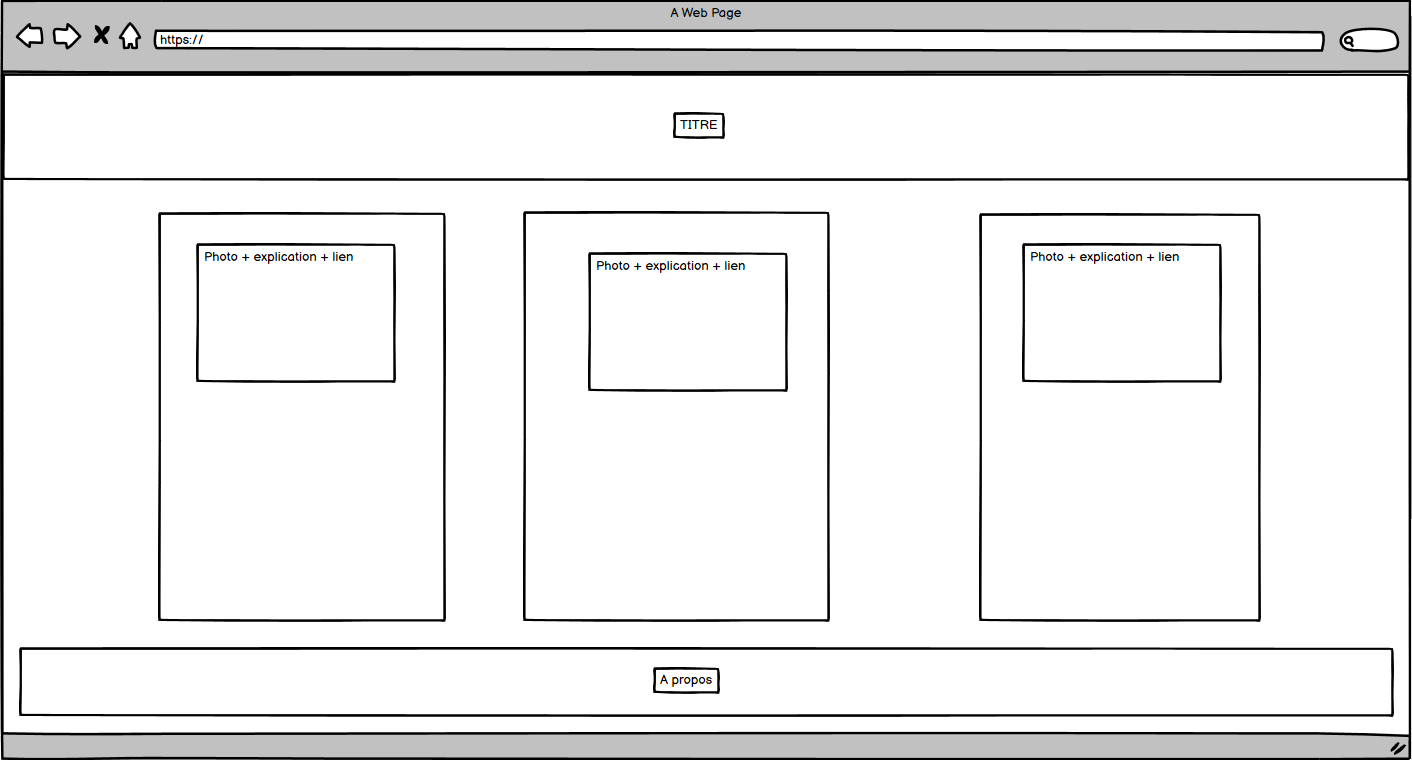 A Web Page
https://
TITRE
Photo + explication + lien
Photo + explication + lien
Photo + explication + lien
A propos